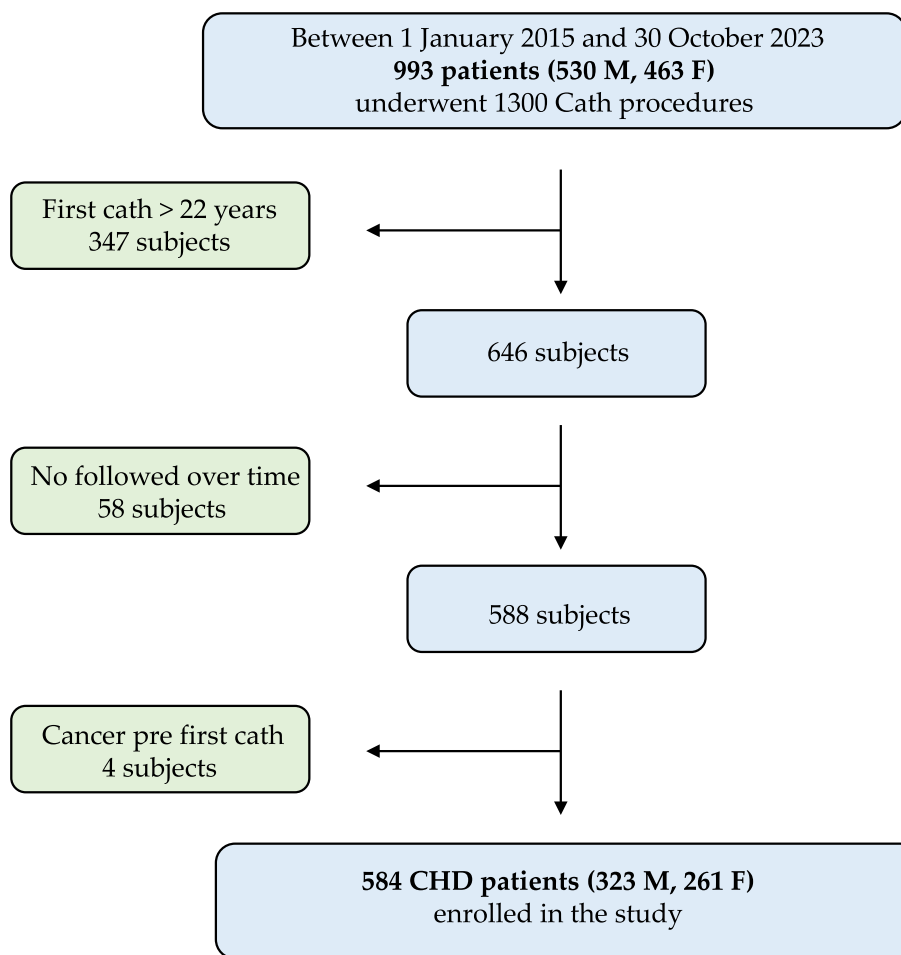 Between 1 January 2015 and 30 October 2023
993 patients (530 M, 463 F)
underwent 1300 Cath procedures
First cath > 22 years
347 subjects
646 subjects
No followed over time
58 subjects
588 subjects
Cancer pre first cath
4 subjects
584 CHD patients (323 M, 261 F)
enrolled in the study